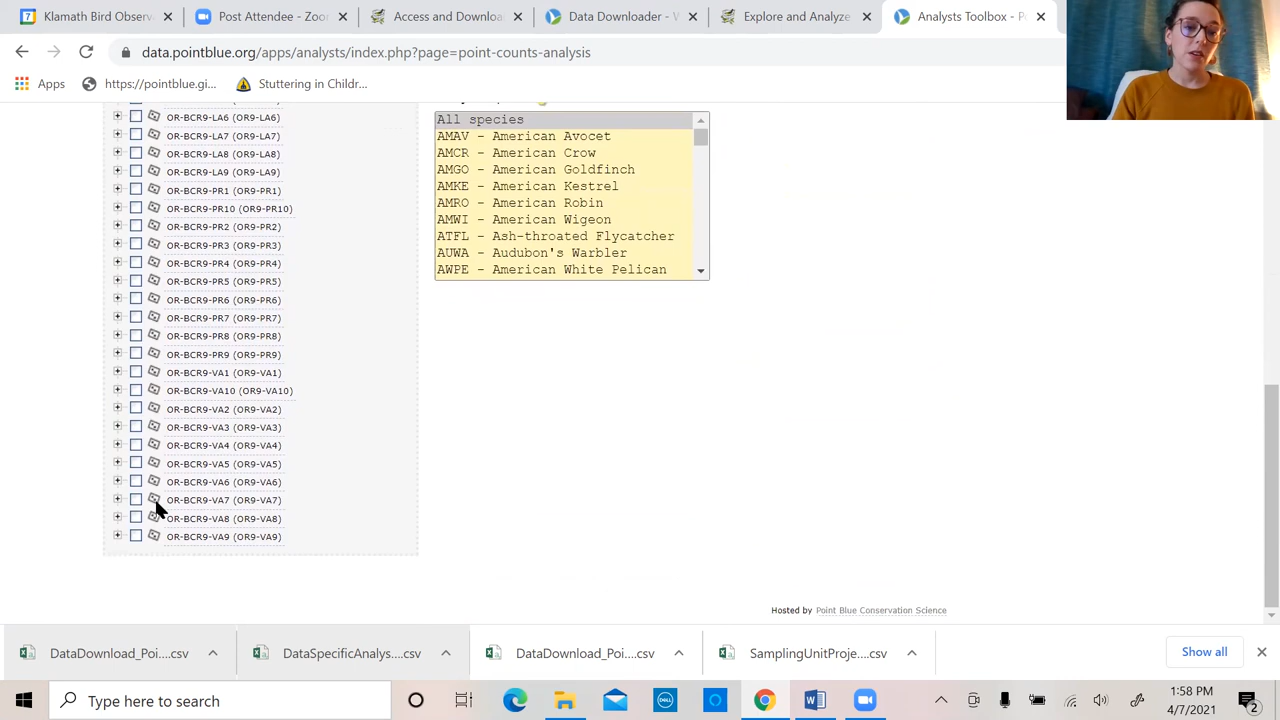 7
Klamath Bird Observ
Post Attendee - Zoo
Access and Downloa
Data Downloader - W
Explore and Analyze
Analysts Toolbox - Po
data.pointblue.org/apps/analysts/index.php?page=point-counts-analysis
Apps
https://pointblue.gi...
Stuttering in Childr...
OR-BCR9-LA6 (OR9-LA6)
OR-BCR9-LA7 (OR9-LA7)
OR-BCR9-LA8 (OR9-LA8)
OR-BCR9-LA9 (OR9-LA9)
OR-BCR9-PR1 (OR9-PR1)
OR-BCR9-PR10 (OR9-PR10)
OR-BCR9-PR2 (OR9-PR2)
OR-BCR9-PR3 (OR9-PR3)
OR-BCR9-PR4 (OR9-PR4)
OR-BCR9-PR5 (OR9-PR5)
OR-BCR9-PR6 (OR9-PR6)
OR-BCR9-PR7 (OR9-PR7)
OR-BCR9-PR8 (OR9-PR8)
OR-BCR9-PR9 (OR9-PR9)
OR-BCR9-VA1 (OR9-VA1)
OR-BCR9-VA10 (OR9-VA10)
OR-BCR9-VA2 (OR9-VA2)
OR-BCR9-VA3 (OR9-VA3)
OR-BCR9-VA4 (OR9-VA4)
OR-BCR9-VA5 (OR9-VA5)
OR-BCR9-VA6 (OR9-VA6)
OR-BCR9-VA7 (OR9-VA7)
OR-BCR9-VA8 (OR9-VA8)
OR-BCR9-VA9 (OR9-VA9)
All species
AMAV - American Avocet
AMCR - American Crow
AMGO - American Goldfinch
AMKE - American Kestrel
AMRO - American Robin
AMWI - American Wigeon
ATFL - Ash-throated Flycatcher
AUWA - Audubon's Warbler
AWPE - American White Pelican
Hosted by Point Blue Conservation Science
DataDownload_Poi....csv
DataSpecificAnalys....csv
DataDownload_Poi....csv
SamplingUnitProje....csv
Show all
Type here to search
DELL
1:58 PM
4/7/2021
2